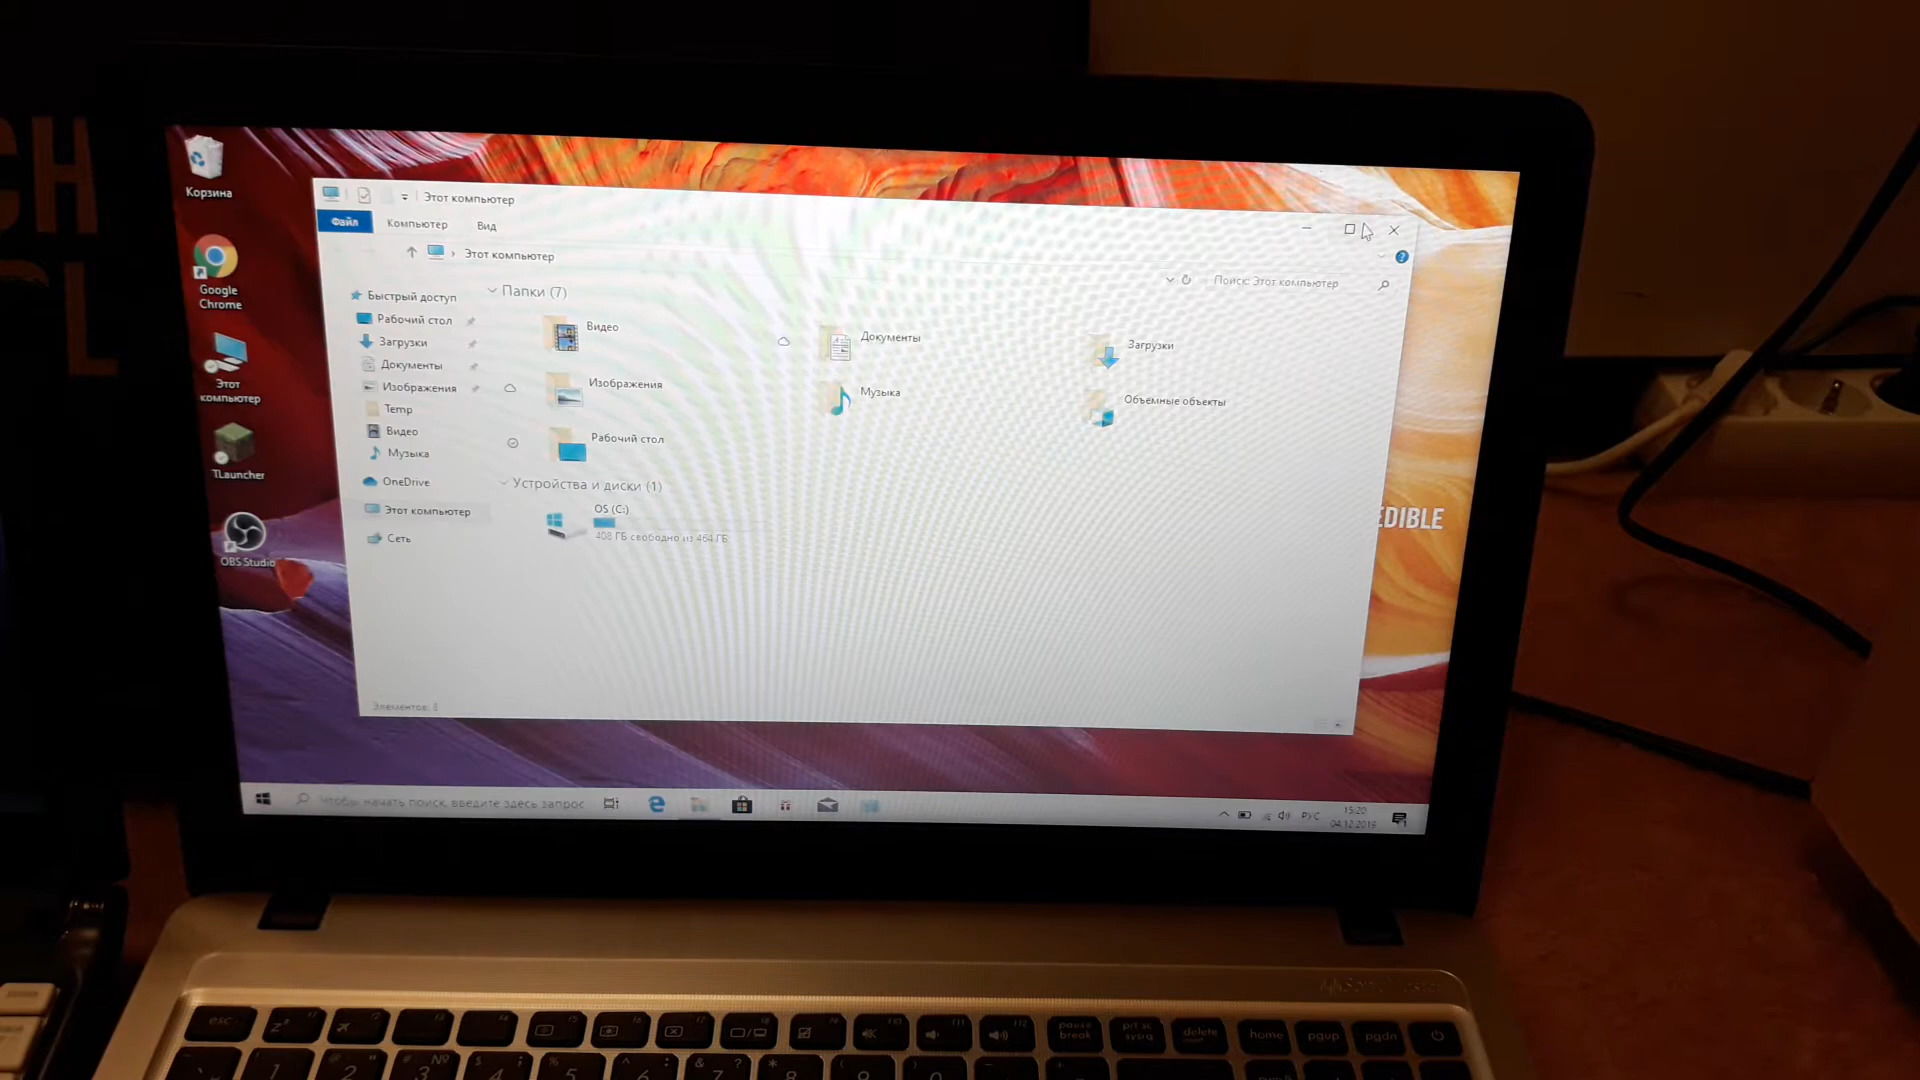 Корзина
Google
Chrome
Этот
компьютер
TLauncher
OBS Studio
Этот компьютер
Файл
Компьютер
Вид
Этот компьютер
Поиск: Этот компьютер
Быстрый доступ
Рабочий стол
Загрузки
Документы
Изображения
Temp
Видео
Музыка
OneDrive
Этот компьютер
Сеть
Папки (7)
Видео
Документы
Загрузки
Изображения
Музыка
Объемные объекты
Рабочий стол
Устройства и диски (1)
OS (C:)
408 ГБ свободно из 464 ГБ
Элементов: 8
EDIBLE
Чтобы начать поиск, введите здесь запрос
РУС
15:20
04.12.2019
esc
pause
break
prt sc
sysrq
delete
home
pgup
pgdn